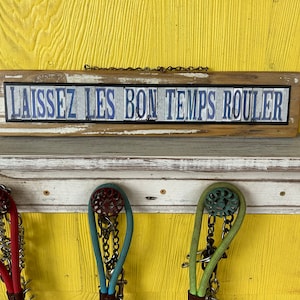 LAISSEZ LES BON TEMPS ROULER